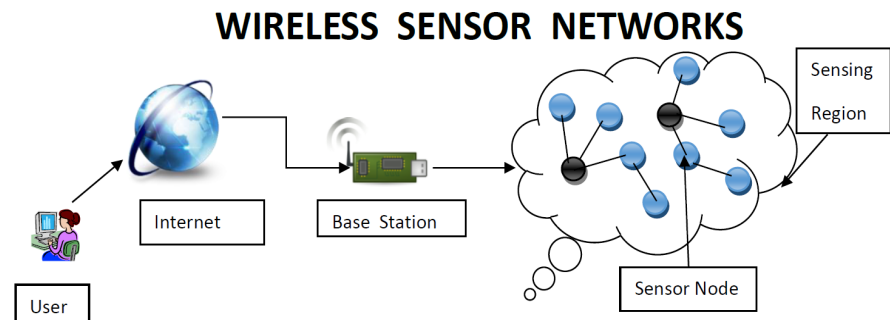 WIRELESS SENSOR NETWORKS
Sensing
Region
Internet
Base Station
Sensor Node
User